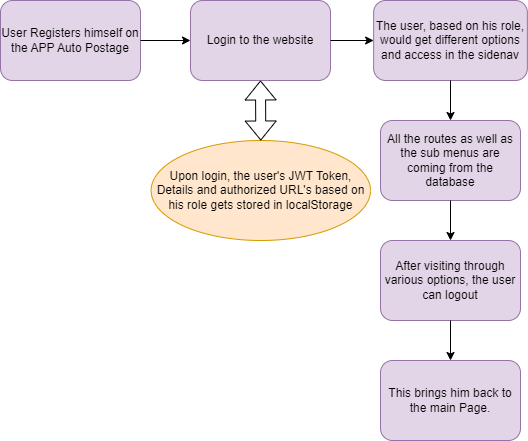 User Registers himself on
the APP Auto Postage
Login to the website
The user, based on his role,
would get different options
and access in the sidenav
Upon login, the user's JWT Token,
Details and authorized URL's based on
his role gets stored in localStorage
All the routes as well as
the sub menus are
coming from the
database
After visiting through
various options, the user
can logout
This brings him back to
the main Page.